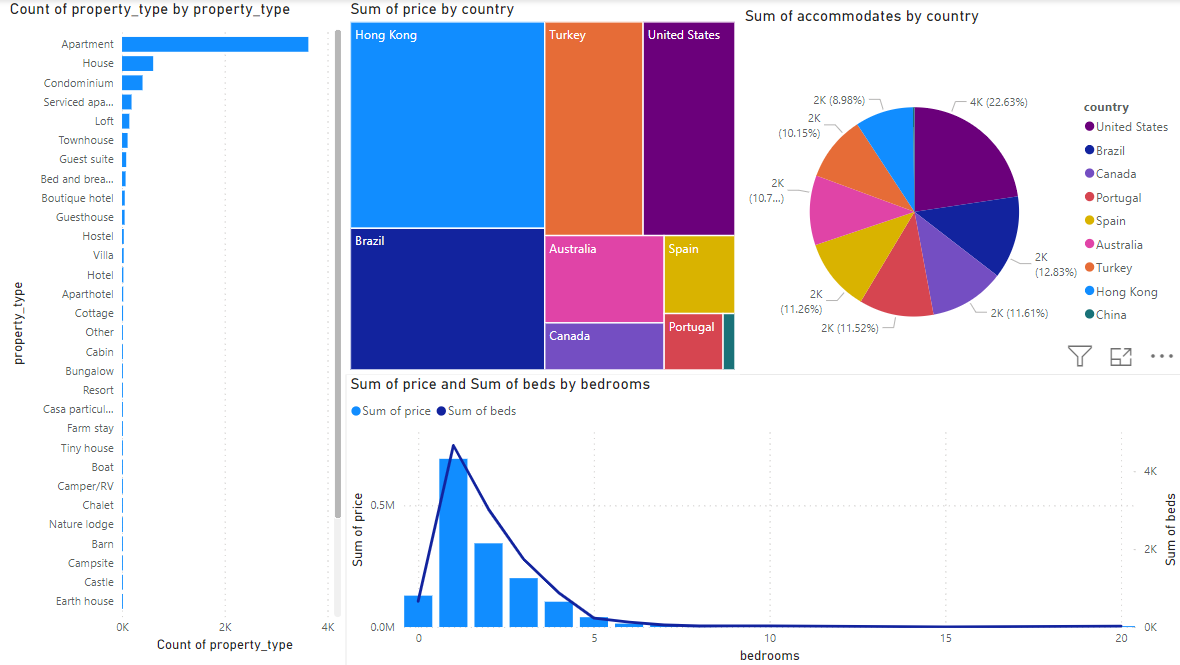 Count of property_type by property_type
Apartment
House
Condominium
Serviced apa...
Loft
Townhouse
Guest suite
Bed and brea...
Boutique hotel
Guesthouse
Hostel
Villa
Hotel
Aparthotel
Cottage
Other
Cabin
Bungalow
Resort
Casa particul...
Farm stay
Tiny house
Boat
Camper/RV
Chalet
Nature lodge
Barn
Campsite
Castle
Earth house
property_type
0K 2K 4K
Count of property_type
Sum of price by country
Hong Kong
Turkey
United States
Brazil
Australia
Spain
Canada
Portugal
Sum of accommodates by country
4K (22.63%)
2K
(12.83%)
2K (11.61%)
2K (11.52%)
2K
(11.26%)
2K
(10.7...)
2K
(10.15%)
2K (8.98%)
country
United States
Brazil
Canada
Portugal
Spain
Australia
Turkey
Hong Kong
China
Sum of price and Sum of beds by bedrooms
Sum of price Sum of beds
Sum of price
0.5M
0.0M
4K
2K
0K
Sum of beds
0 5 10 15 20
bedrooms